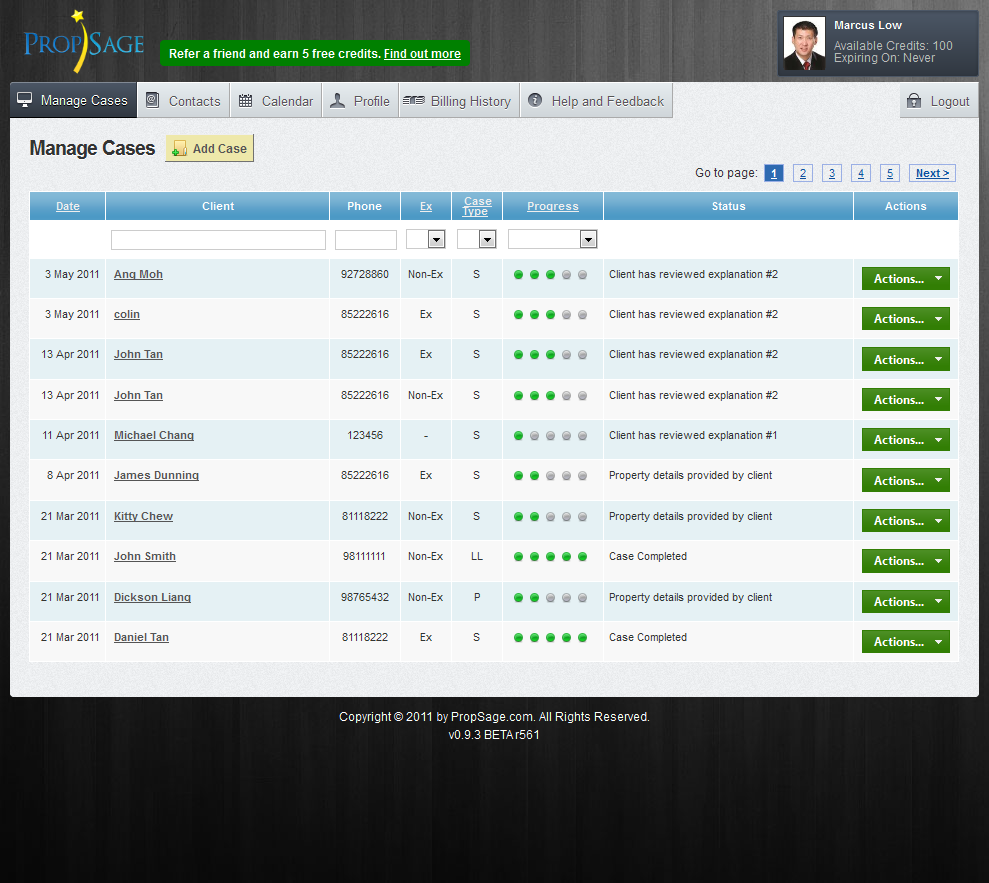 PROPSAGE
Refer a friend and earn 5 free credits. Find out more
Marcus Low
Available Credits: 100
Expiring On: Never
Manage Cases Contacts Calendar Profile Billing History Help and Feedback Logout
Manage Cases Add Case
Go to page: 1 2 3 4 5 Next >
Date Client Phone Ex Case Type Progress Status Actions
3 May 2011 Ang Moh 92728860 Non-Ex S Client has reviewed explanation #2 Actions...
3 May 2011 colin 85222616 Ex S Client has reviewed explanation #2 Actions...
13 Apr 2011 John Tan 85222616 Ex S Client has reviewed explanation #2 Actions...
13 Apr 2011 John Tan 85222616 Non-Ex S Client has reviewed explanation #2 Actions...
11 Apr 2011 Michael Chang 123456 - S Client has reviewed explanation #1 Actions...
8 Apr 2011 James Dunning 85222616 Ex S Property details provided by client Actions...
21 Mar 2011 Kitty Chew 81118222 Non-Ex S Property details provided by client Actions...
21 Mar 2011 John Smith 98111111 Non-Ex LL Case Completed Actions...
21 Mar 2011 Dickson Liang 98765432 Non-Ex P Property details provided by client Actions...
21 Mar 2011 Daniel Tan 81118222 Ex S Case Completed Actions...
Copyright © 2011 by PropSage.com. All Rights Reserved.
v0.9.3 BETA r561